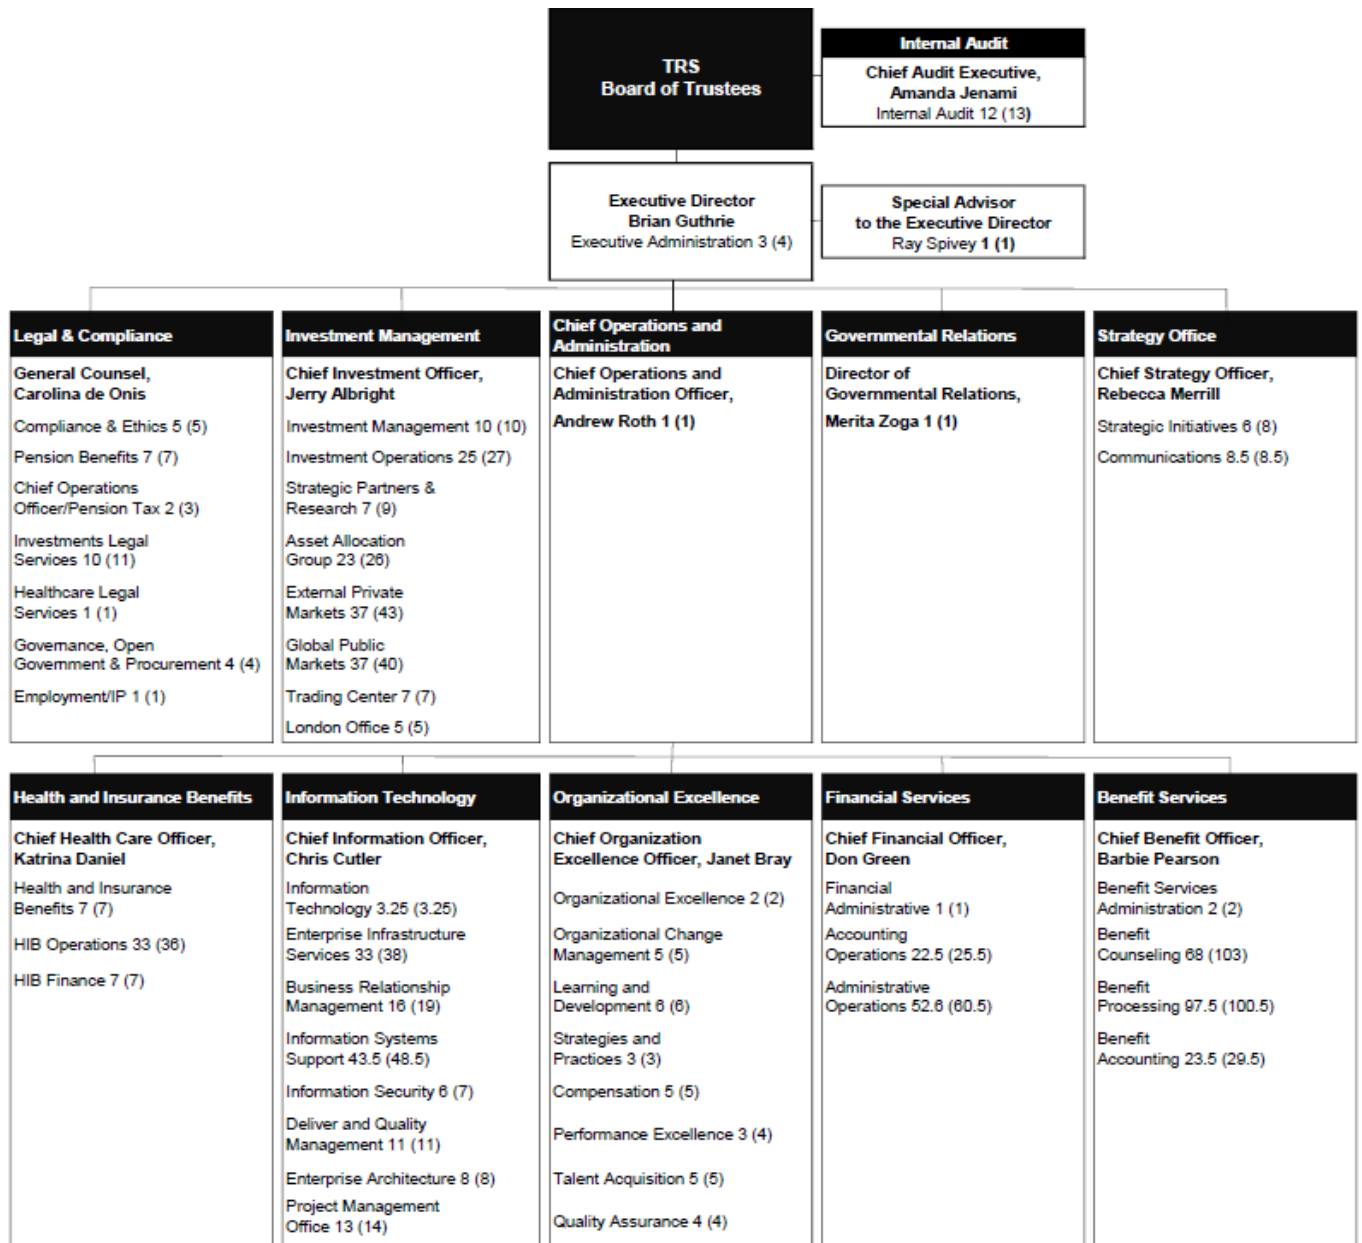 TRS
Board of Trustees
Internal Audit
Chief Audit Executive,
Amanda Jenami
Internal Audit 12 (13)
Executive Director
Brian Guthrie
Executive Administration 3 (4)
Special Advisor
to the Executive Director
Ray Spivey 1 (1)
Legal & Compliance
General Counsel,
Carolina de Onis
Compliance & Ethics 5 (5)
Pension Benefits 7 (7)
Chief Operations
Officer/Pension Tax 2 (3)
Investments Legal
Services 10 (11)
Healthcare Legal
Services 1 (1)
Governance, Open
Government & Procurement 4 (4)
Employment/IP 1 (1)
Investment Management
Chief Investment Officer,
Jerry Albright
Investment Management 10 (10)
Investment Operations 25 (27)
Strategic Partners &
Research 7 (9)
Asset Allocation
Group 23 (26)
External Private
Markets 37 (43)
Global Public
Markets 37 (40)
Trading Center 7 (7)
London Office 5 (5)
Chief Operations and
Administration
Chief Operations and
Administration Officer,
Andrew Roth 1 (1)
Governmental Relations
Director of
Governmental Relations,
Merita Zoga 1 (1)
Strategy Office
Chief Strategy Officer,
Rebecca Merrill
Strategic Initiatives 6 (8)
Communications 8.5 (8.5)
Health and Insurance Benefits
Chief Health Care Officer,
Katrina Daniel
Health and Insurance
Benefits 7 (7)
HIB Operations 33 (36)
HIB Finance 7 (7)
Information Technology
Chief Information Officer,
Chris Cutler
Information
Technology 3.25 (3.25)
Enterprise Infrastructure
Services 33 (38)
Business Relationship
Management 16 (19)
Information Systems
Support 43.5 (48.5)
Information Security 6 (7)
Deliver and Quality
Management 11 (11)
Enterprise Architecture 8 (8)
Project Management
Office 13 (14)
Organizational Excellence
Chief Organization
Excellence Officer, Janet Bray
Organizational Excellence 2 (2)
Organizational Change
Management 5 (5)
Learning and
Development 6 (6)
Strategies and
Practices 3 (3)
Compensation 5 (5)
Performance Excellence 3 (4)
Talent Acquisition 5 (5)
Quality Assurance 4 (4)
Financial Services
Chief Financial Officer,
Don Green
Financial
Administrative 1 (1)
Accounting
Operations 22.5 (25.5)
Administrative
Operations 52.6 (60.5)
Benefit Services
Chief Benefit Officer,
Barbie Pearson
Benefit Services
Administration 2 (2)
Benefit
Counseling 68 (103)
Benefit
Processing 97.5 (100.5)
Benefit
Accounting 23.5 (29.5)